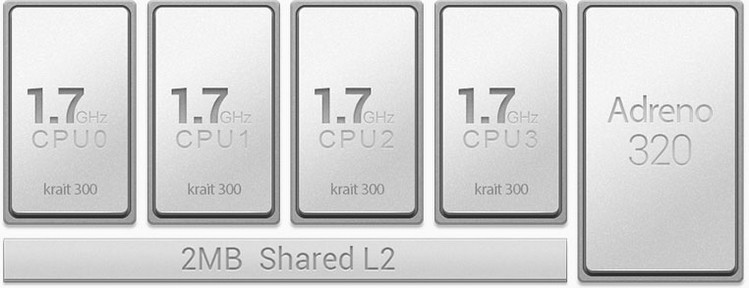 1.7GHz
CPU0
krait 300
1.7GHz
CPU1
krait 300
1.7GHz
CPU2
krait 300
1.7GHz
CPU3
krait 300
Adreno
320
2MB Shared L2